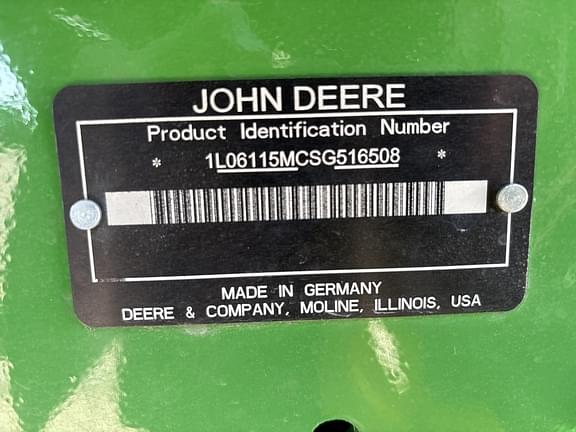 JOHN DEERE
Product Identification Number
* 1L06115MCSG516508 *
MADE IN GERMANY
DEERE & COMPANY, MOLINE, ILLINOIS, USA